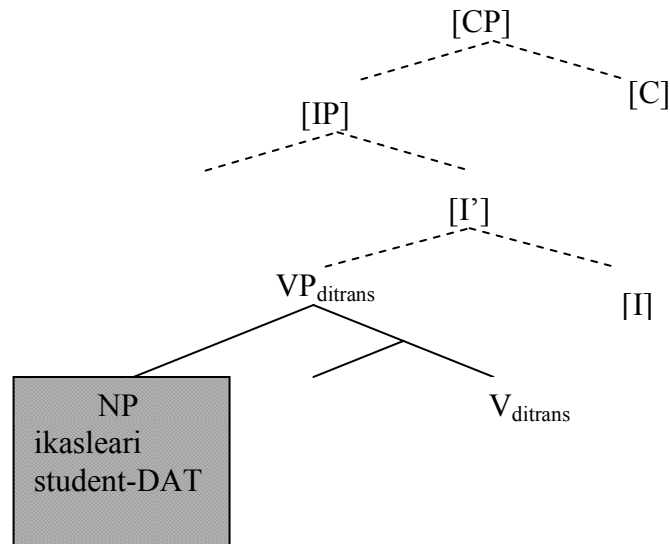 [CP]
[C]
[IP]
[I’]
VPditrans
[I]
NP
ikasleari
student-DAT
Vditrans